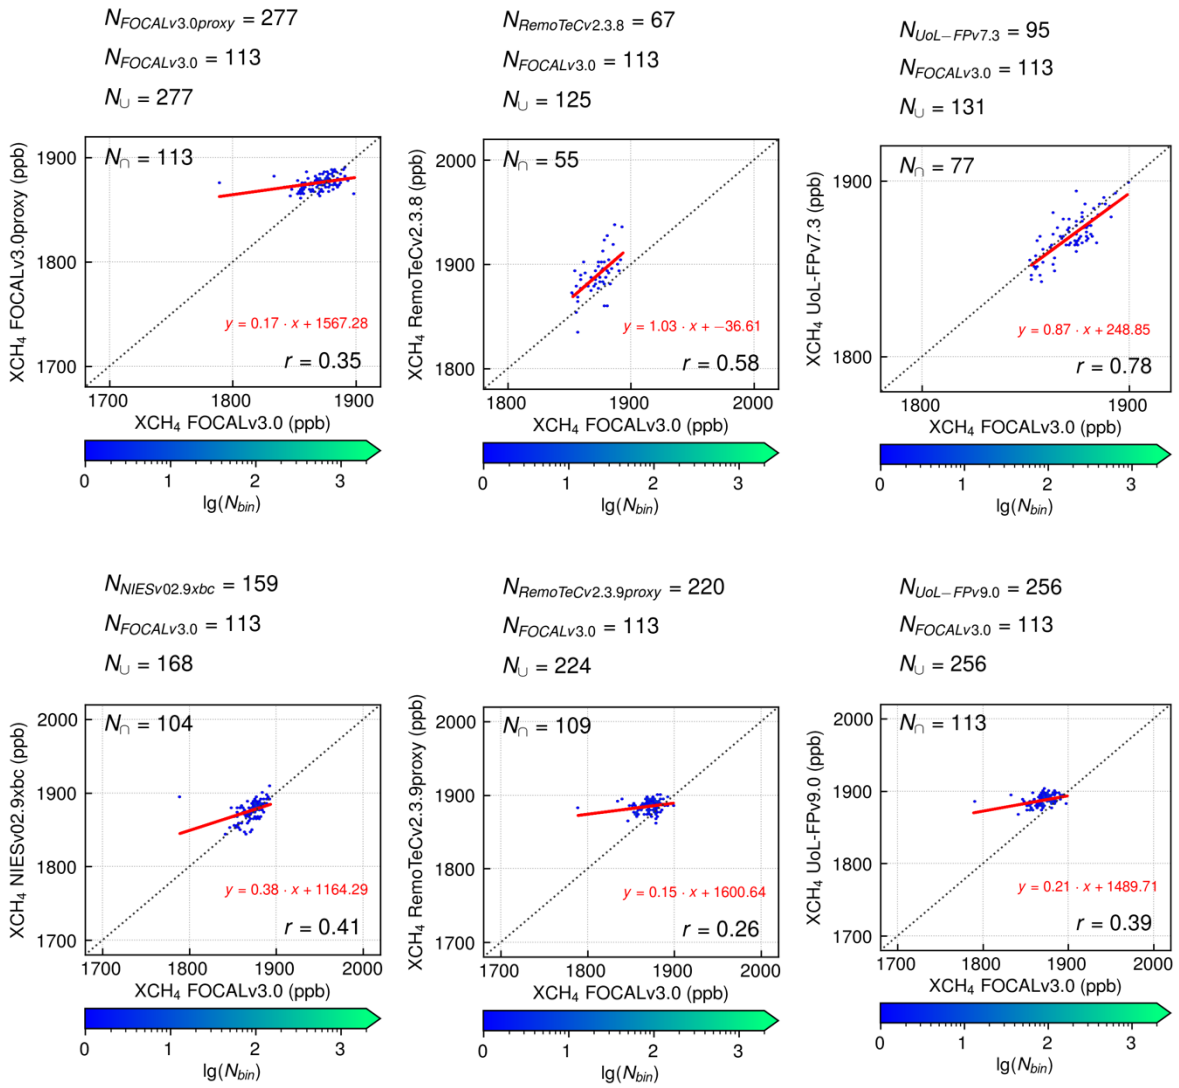 N_FOCALv3.0proxy = 277
N_FOCALv3.0 = 113
N_∪ = 277
N_∩ = 113
XCH₄ FOCALv3.0proxy (ppb)
1900
1800
1700
y = 0.17 · x + 1567.28
r = 0.35
1700 1800 1900
XCH₄ FOCALv3.0 (ppb)
0 1 2 3
lg(N_bin)
N_RemoTeCv2.3.8 = 67
N_FOCALv3.0 = 113
N_∪ = 125
N_∩ = 55
XCH₄ RemoTeCv2.3.8 (ppb)
2000
1900
1800
y = 1.03 · x + −36.61
r = 0.58
1800 1900 2000
XCH₄ FOCALv3.0 (ppb)
0 1 2 3
lg(N_bin)
N_UoL−FPv7.3 = 95
N_FOCALv3.0 = 113
N_∪ = 131
N_∩ = 77
XCH₄ UoL-FPv7.3 (ppb)
1900
1800
y = 0.87 · x + 248.85
r = 0.78
1800 1900
XCH₄ FOCALv3.0 (ppb)
0 1 2 3
lg(N_bin)
N_NIESv02.9xbc = 159
N_FOCALv3.0 = 113
N_∪ = 168
N_∩ = 104
XCH₄ NIESv02.9xbc (ppb)
2000
1900
1800
1700
y = 0.38 · x + 1164.29
r = 0.41
1700 1800 1900 2000
XCH₄ FOCALv3.0 (ppb)
0 1 2 3
lg(N_bin)
N_RemoTeCv2.3.9proxy = 220
N_FOCALv3.0 = 113
N_∪ = 224
N_∩ = 109
XCH₄ RemoTeCv2.3.9proxy (ppb)
2000
1900
1800
1700
y = 0.15 · x + 1600.64
r = 0.26
1700 1800 1900 2000
XCH₄ FOCALv3.0 (ppb)
0 1 2 3
lg(N_bin)
N_UoL−FPv9.0 = 256
N_FOCALv3.0 = 113
N_∪ = 256
N_∩ = 113
XCH₄ UoL-FPv9.0 (ppb)
2000
1900
1800
1700
y = 0.21 · x + 1489.71
r = 0.39
1700 1800 1900 2000
XCH₄ FOCALv3.0 (ppb)
0 1 2 3
lg(N_bin)